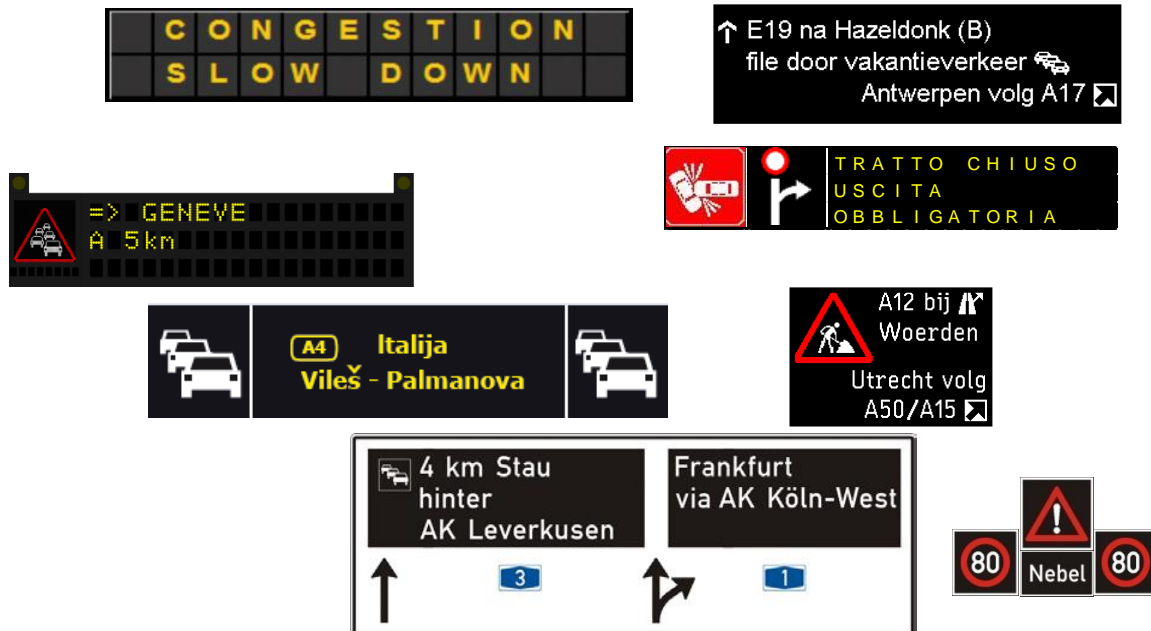 CONGESTION
SLOW DOWN
E19 na Hazeldonk (B)
file door vakantieverkeer
Antwerpen volg A17
TRATTO CHIUSO
USCITA
OBBLIGATORIA
=> GENEVE
A 5km
A4 Italija
Vileš - Palmanova
A12 bij
Woerden
Utrecht volg
A50/A15
4 km Stau
hinter
AK Leverkusen
3
Frankfurt
via AK Köln-West
1
80
Nebel
80